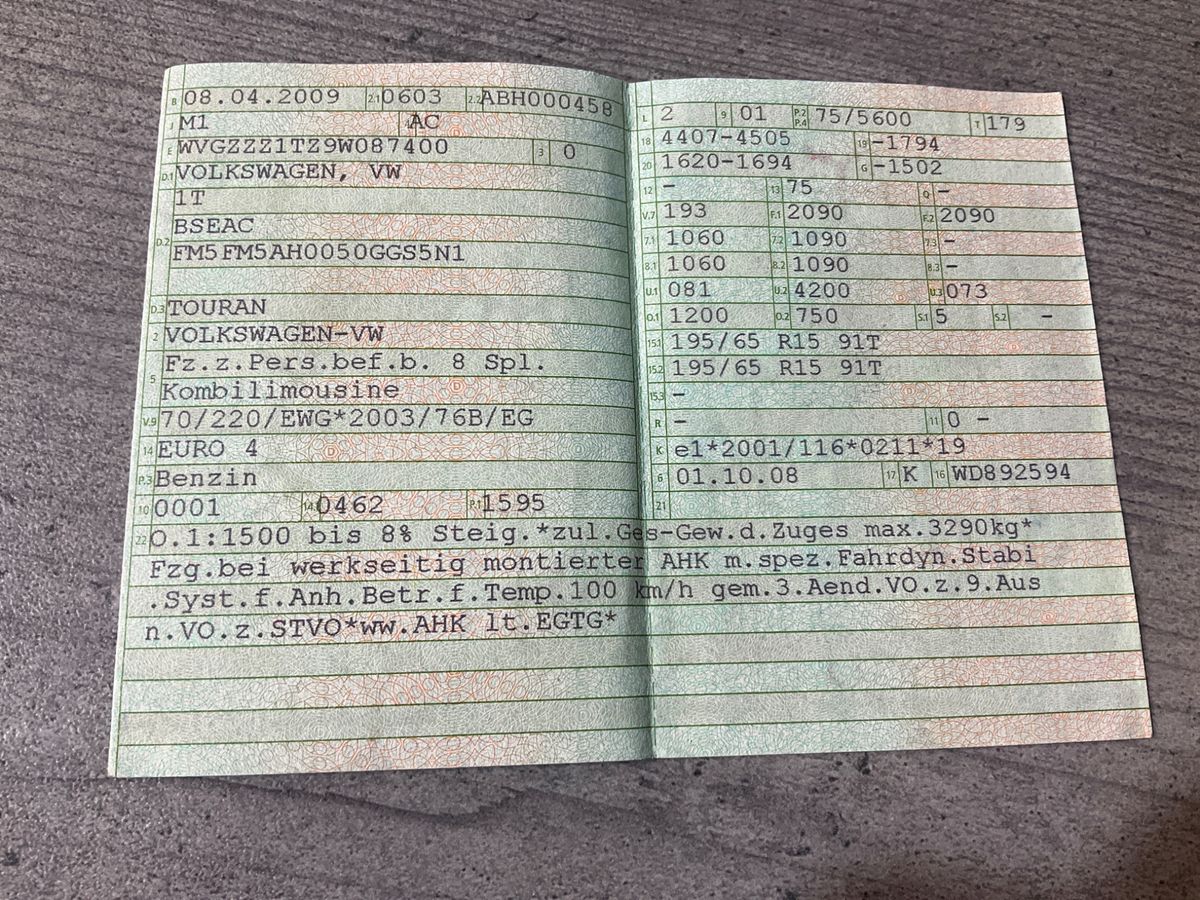 B 08.04.2009 2.1 0603 2.2 ABH000458
J M1 4 AC
E WVGZZZ1TZ9W087400 3 0
D.1 VOLKSWAGEN, VW
1T
D.2 BSEAC
FM5FM5AH0050GGS5N1
D.3 TOURAN
2 VOLKSWAGEN-VW
5 Fz.z.Pers.bef.b. 8 Spl.
Kombilimousine
V.9 70/220/EWG*2003/76B/EG
14 EURO 4
P.3 Benzin
10 0001 14.1 0462 P.1 1595
L 2 9 01 P.2 P.4 75/5600 T 179
18 4407-4505 19 -1794
20 1620-1694 G -1502
12 - 13 75 Q -
V.7 193 F.1 2090 F.2 2090
7.1 1060 7.2 1090 7.3 -
8.1 1060 8.2 1090 8.3 -
U.1 081 U.2 4200 U.3 073
O.1 1200 O.2 750 S.1 5 S.2 -
15.1 195/65 R15 91T
15.2 195/65 R15 91T
15.3 -
R - 11 0 -
K e1*2001/116*0211*19
6 01.10.08 17 K 16 WD892594
21
22 O.1:1500 bis 8% Steig.*zul.Ges-Gew.d.Zuges max.3290kg*
Fzg.bei werkseitig montierter AHK m.spez.Fahrdyn.Stabi
.Syst.f.Anh.Betr.f.Temp.100 km/h gem.3.Aend.VO.z.9.Aus
n.VO.z.STVO*ww.AHK lt.EGTG*